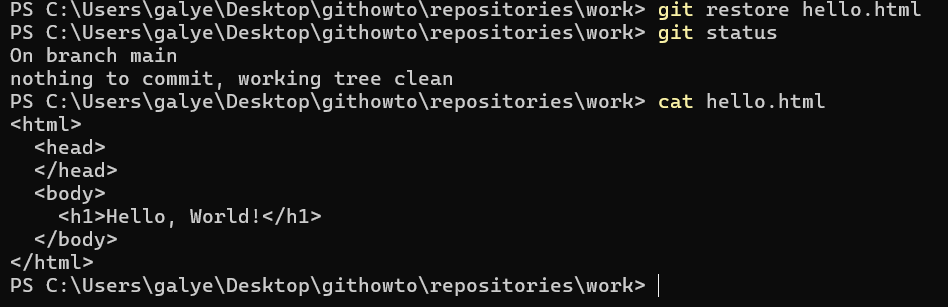 PS C:\Users\galye\Desktop\githowto\repositories\work> git restore hello.html
PS C:\Users\galye\Desktop\githowto\repositories\work> git status
On branch main
nothing to commit, working tree clean
PS C:\Users\galye\Desktop\githowto\repositories\work> cat hello.html
<html>
  <head>
  </head>
  <body>
    <h1>Hello, World!</h1>
  </body>
</html>
PS C:\Users\galye\Desktop\githowto\repositories\work>